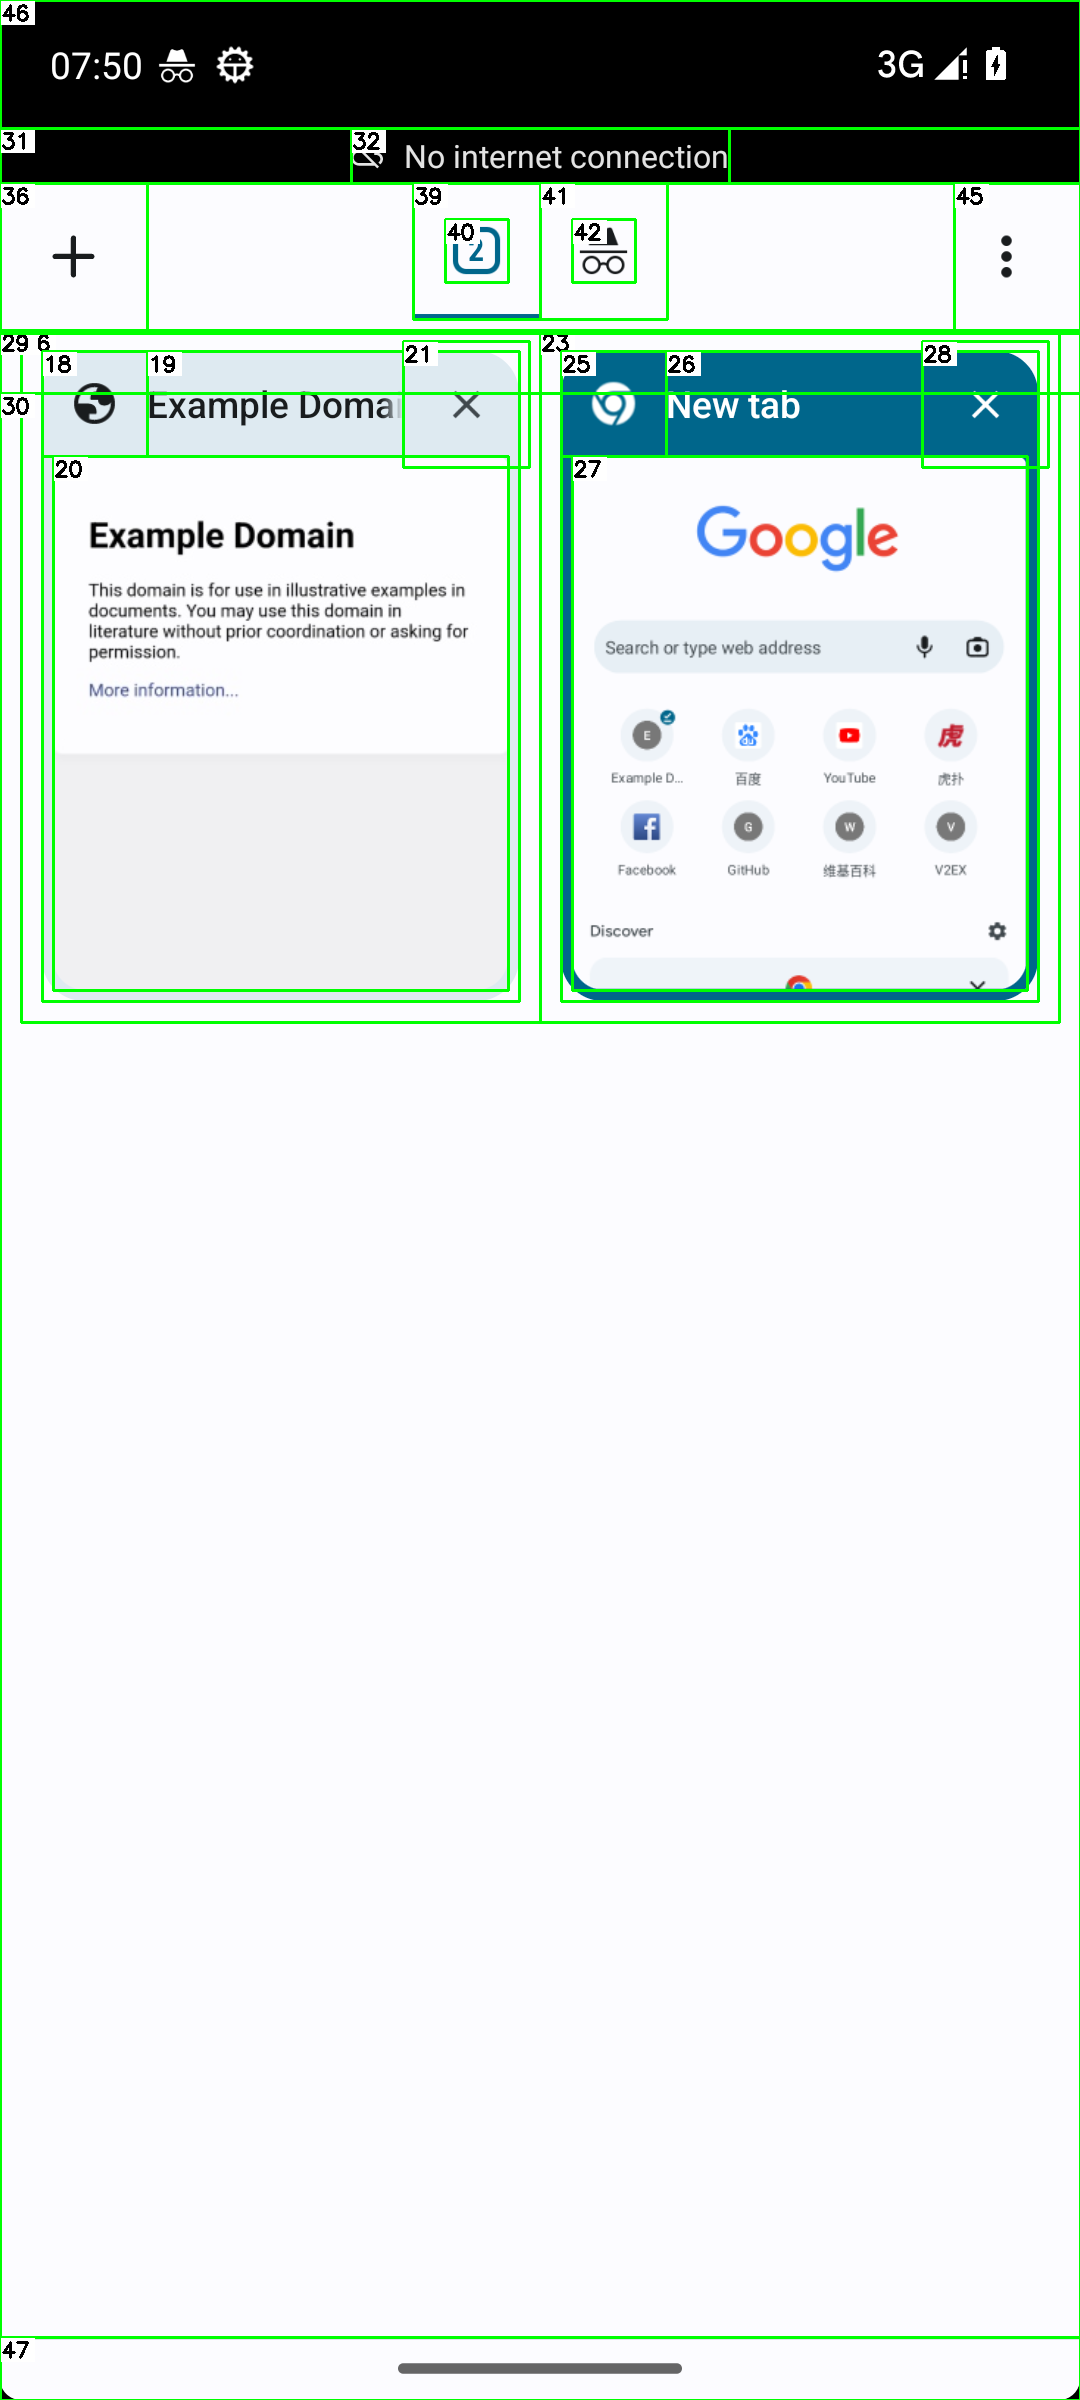 46
07:50
3G
31
32
No internet connection
36
39
40
2
41
42
45
29 6
18
19
21
23
25
26
28
30
Example Domai
New tab
20
27
Example Domain
This domain is for use in illustrative examples in
documents. You may use this domain in
literature without prior coordination or asking for
permission.
More information...
Google
Search or type web address
E
du
虎
Example D...
百度
YouTube
虎扑
f
G
W
V
Facebook
GitHub
维基百科
V2EX
Discover
47